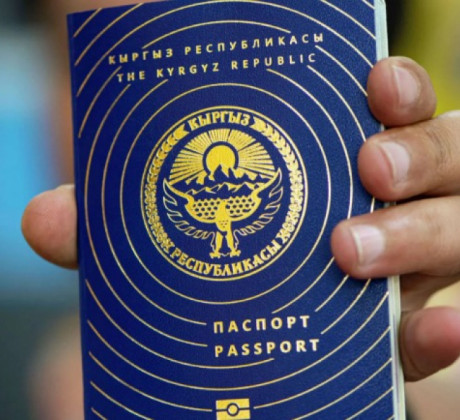 КЫРГЫЗ РЕСПУБЛИКАСЫ
THE KYRGYZ REPUBLIC
КЫРГЫЗ
РЕСПУБЛИКАСЫ
ПАСПОРТ
PASSPORT